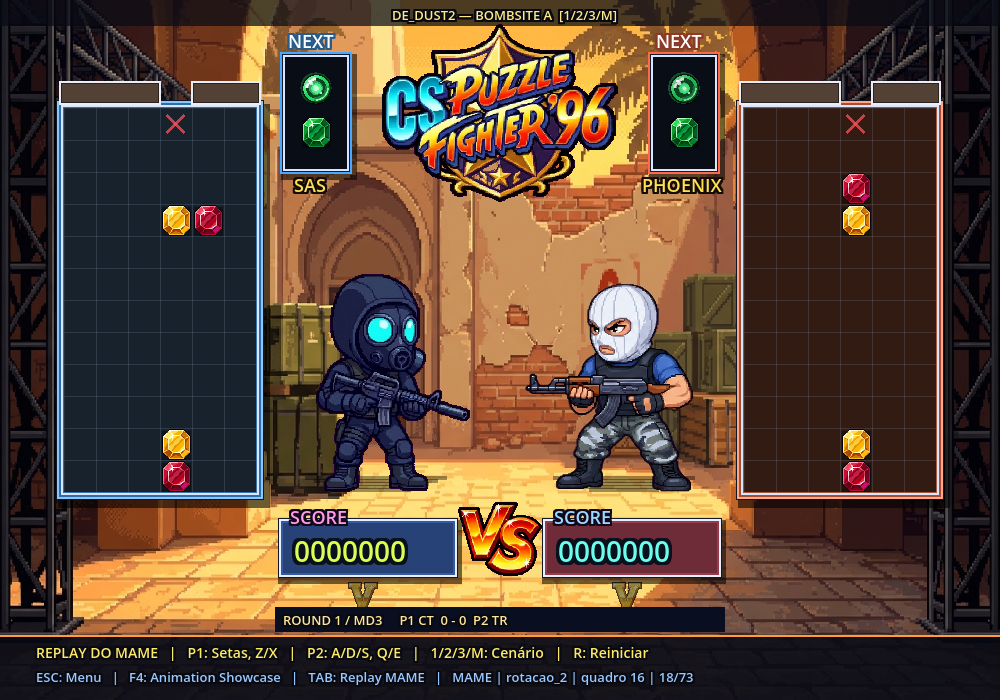 DE_DUST2 — BOMBSITE A [1/2/3/M]
NEXT
NEXT
CS PUZZLE
FIGHTER '96
SAS
PHOENIX
SCORE
0000000
VS
SCORE
0000000
V
V
ROUND 1 / MD3 P1 CT 0 - 0 P2 TR
REPLAY DO MAME | P1: Setas, Z/X | P2: A/D/S, Q/E | 1/2/3/M: Cenário | R: Reiniciar
ESC: Menu | F4: Animation Showcase | TAB: Replay MAME | MAME | rotacao_2 | quadro 16 | 18/73